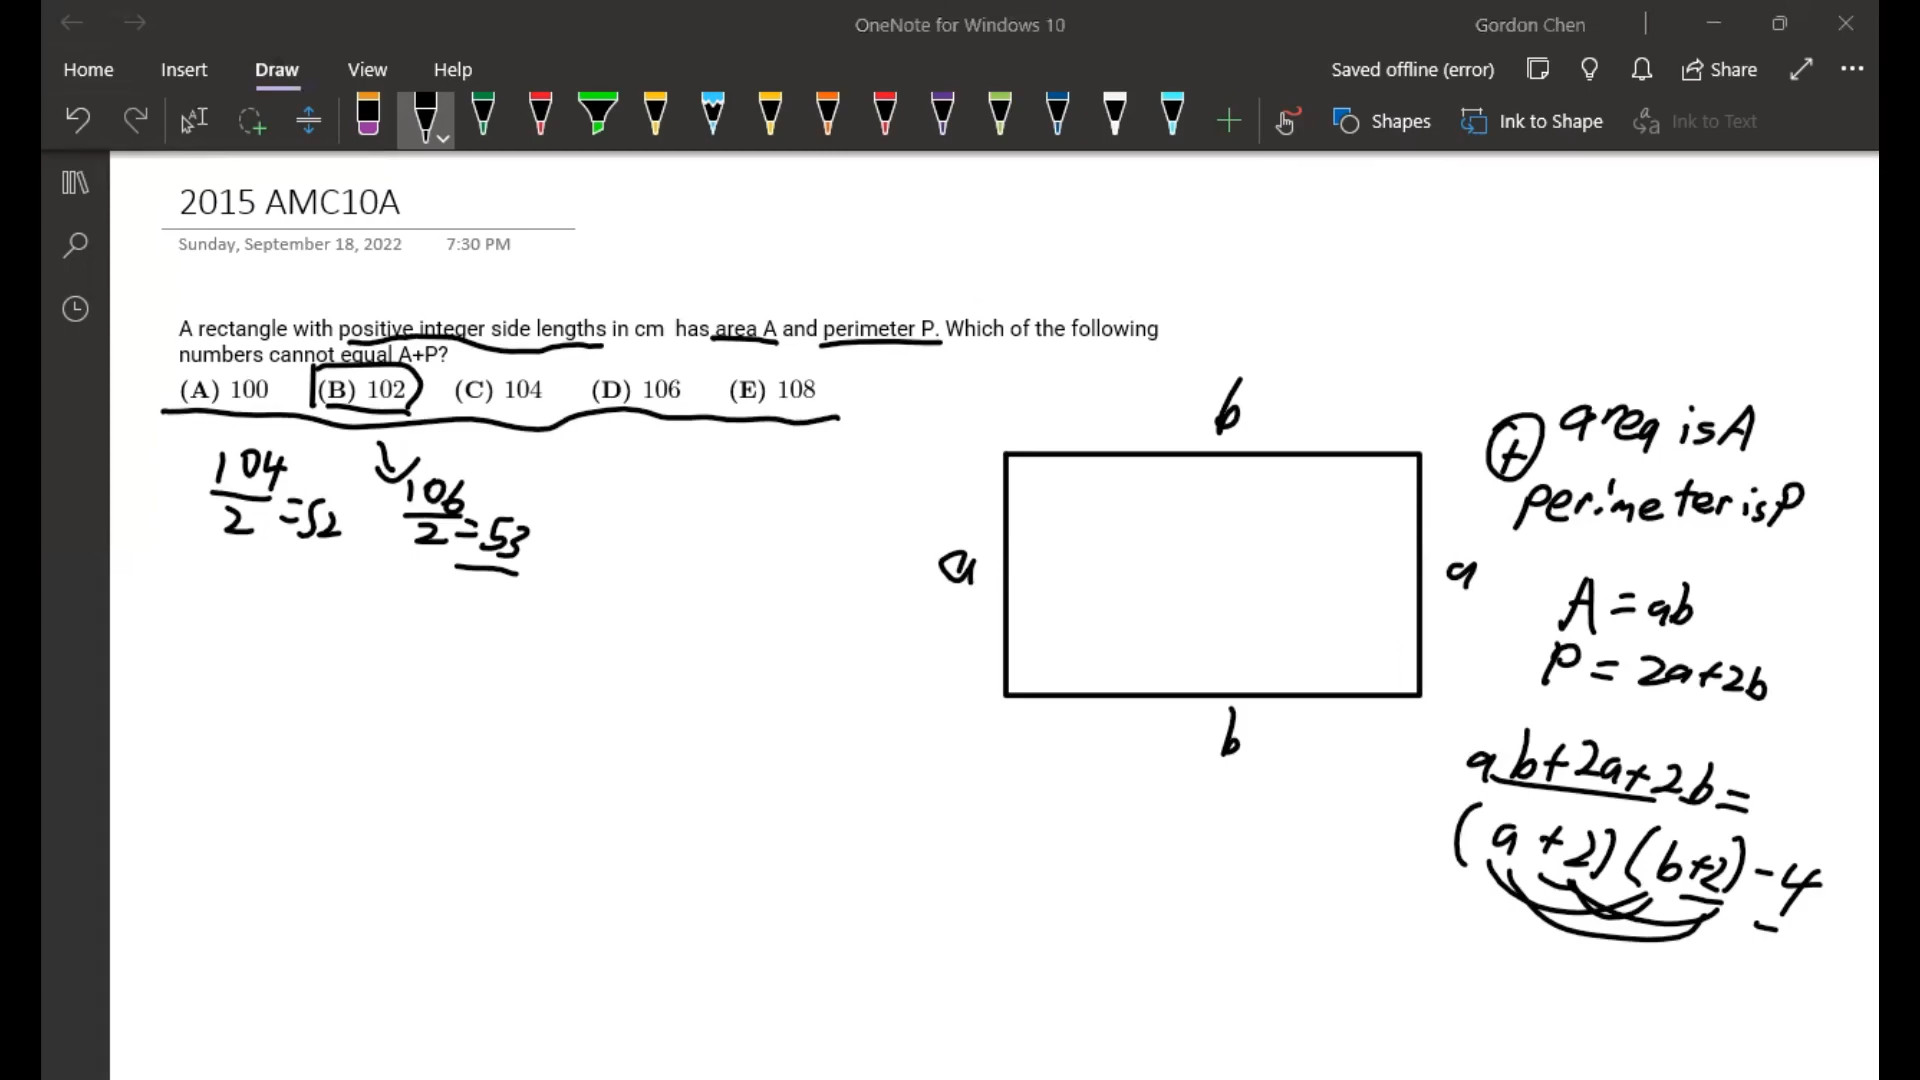 OneNote for Windows 10
Gordon Chen
Home Insert Draw View Help
Saved offline (error) Share
Shapes Ink to Shape Ink to Text
2015 AMC10A
Sunday, September 18, 2022 7:30 PM
A rectangle with positive integer side lengths in cm has area A and perimeter P. Which of the following
numbers cannot equal A+P?
(A) 100 (B) 102 (C) 104 (D) 106 (E) 108
104/2 =52
106/2 =53
b
a
a
b
+ area is A
perimeter is P
A = ab
P = 2a+2b
ab+2a+2b=
(a+2)(b+2)-4